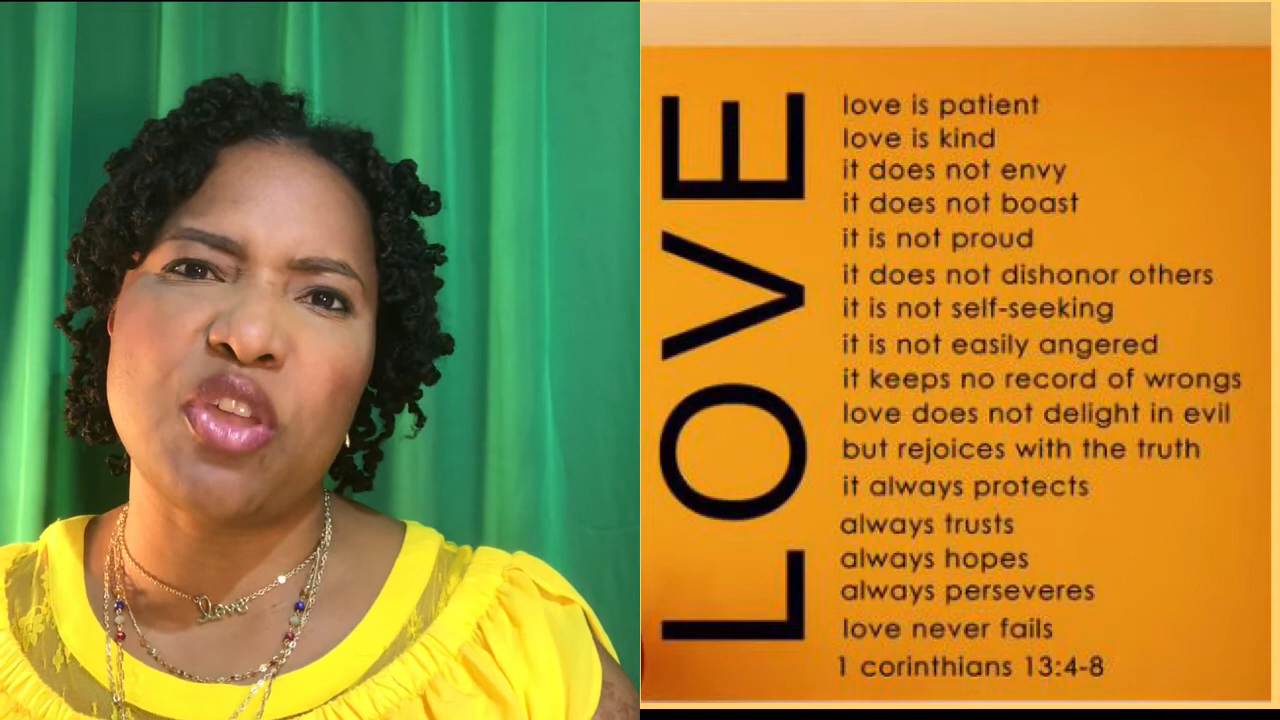 love
LOVE
love is patient
love is kind
it does not envy
it does not boast
it is not proud
it does not dishonor others
it is not self-seeking
it is not easily angered
it keeps no record of wrongs
love does not delight in evil
but rejoices with the truth
it always protects
always trusts
always hopes
always perseveres
love never fails
1 corinthians 13:4-8